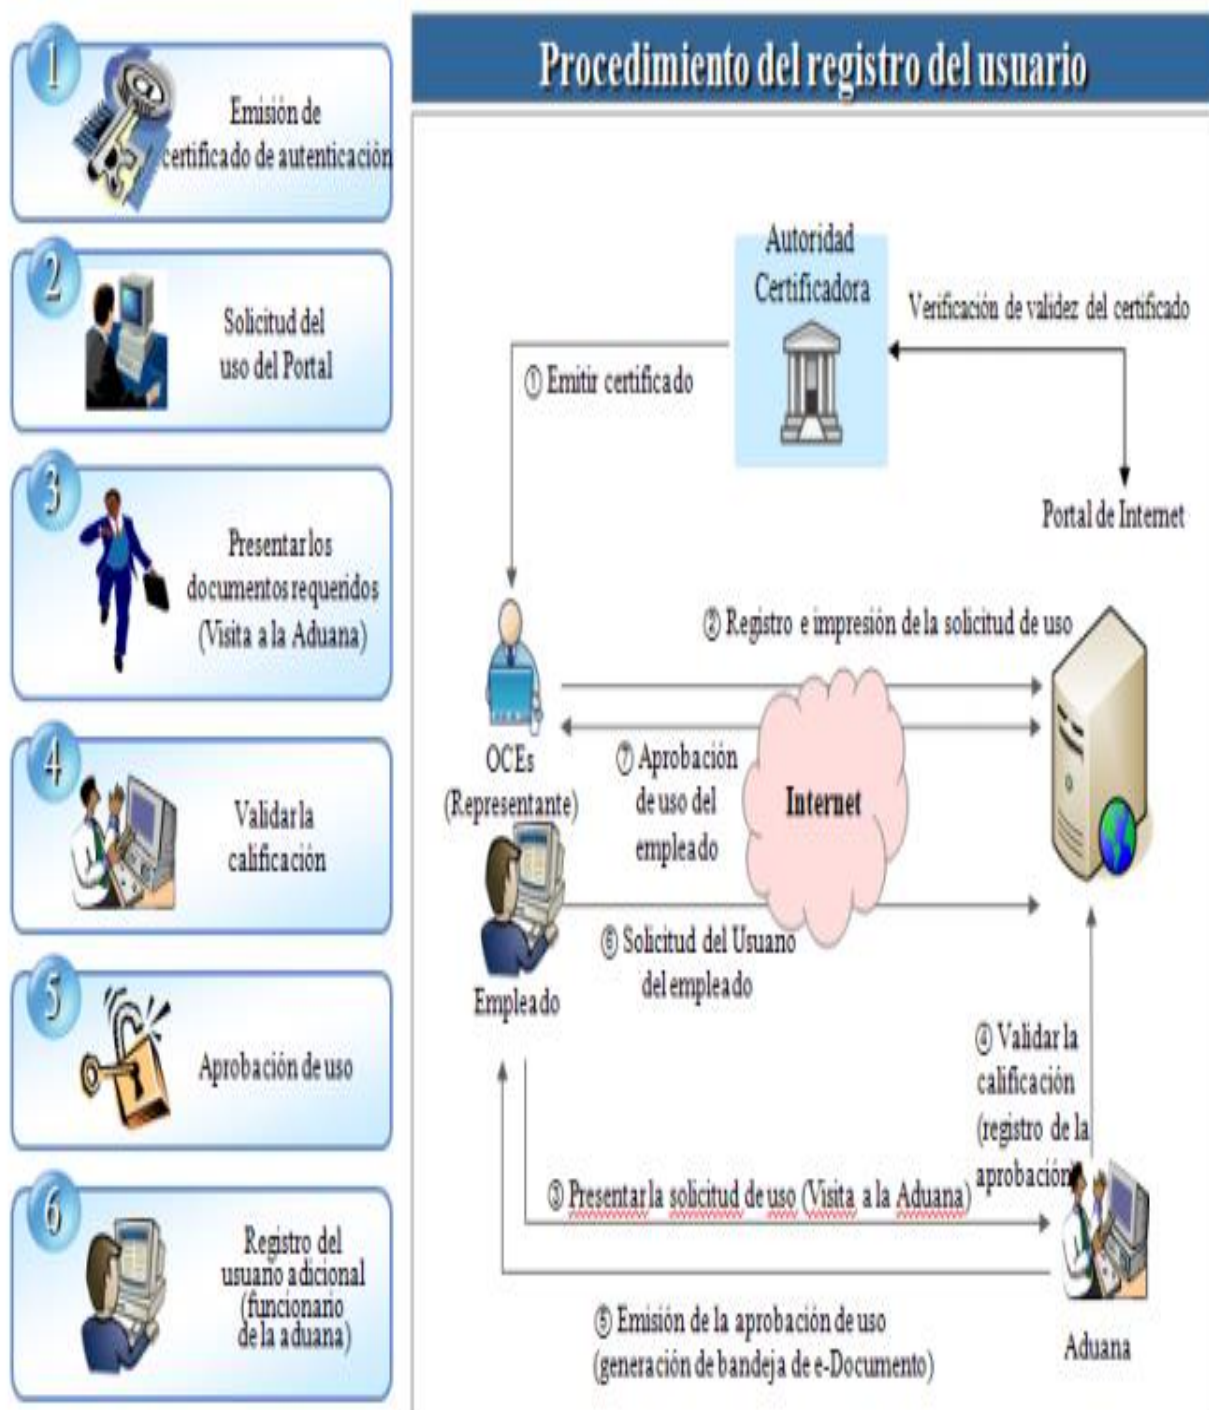 1
Emisión de
certificado de autenticación
2
Solicitud del
uso del Portal
3
Presentar los
documentos requeridos
(Visita a la Aduana)
4
Validar la
calificación
5
Aprobación de uso
6
Registro del
usuario adicional
(funcionario
de la aduana)
Procedimiento del registro del usuario
Autoridad
Certificadora
Verificación de validez del certificado
① Emitir certificado
Portal de Internet
② Registro e impresión de la solicitud de uso
OCEs
(Representante)
⑦ Aprobación
de uso del
empleado
Internet
⑥ Solicitud del Usuario
del empleado
Empleado
④ Validar la
calificación
(registro de la
aprobación)
③ Presentar la solicitud de uso (Visita a la Aduana)
⑤ Emisión de la aprobación de uso
(generación de bandeja de e-Documento)
Aduana